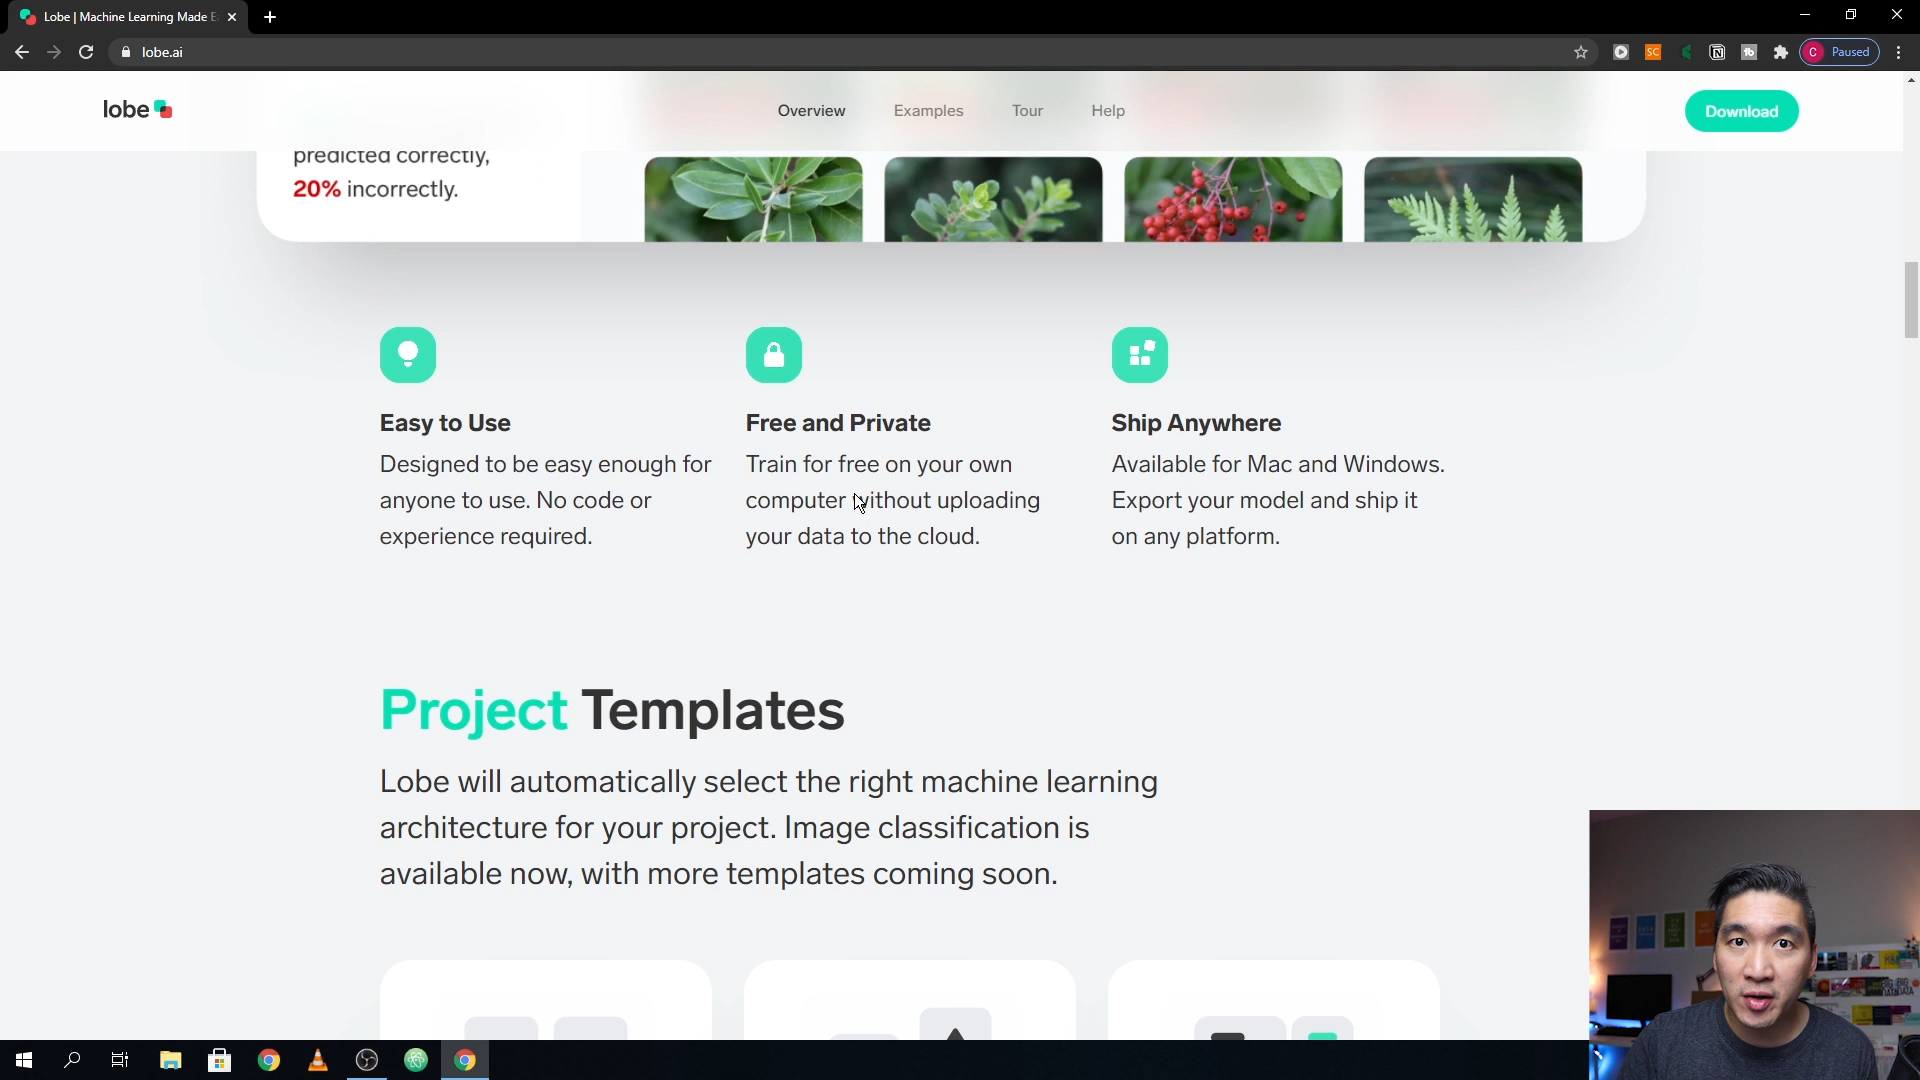 Lobe | Machine Learning Made E
lobe.ai
SC
tb
C Paused
lobe
Overview
Examples
Tour
Help
Download
predicted correctly,
20% incorrectly.
Easy to Use
Designed to be easy enough for
anyone to use. No code or
experience required.
Free and Private
Train for free on your own
computer without uploading
your data to the cloud.
Ship Anywhere
Available for Mac and Windows.
Export your model and ship it
on any platform.
Project Templates
Lobe will automatically select the right machine learning
architecture for your project. Image classification is
available now, with more templates coming soon.